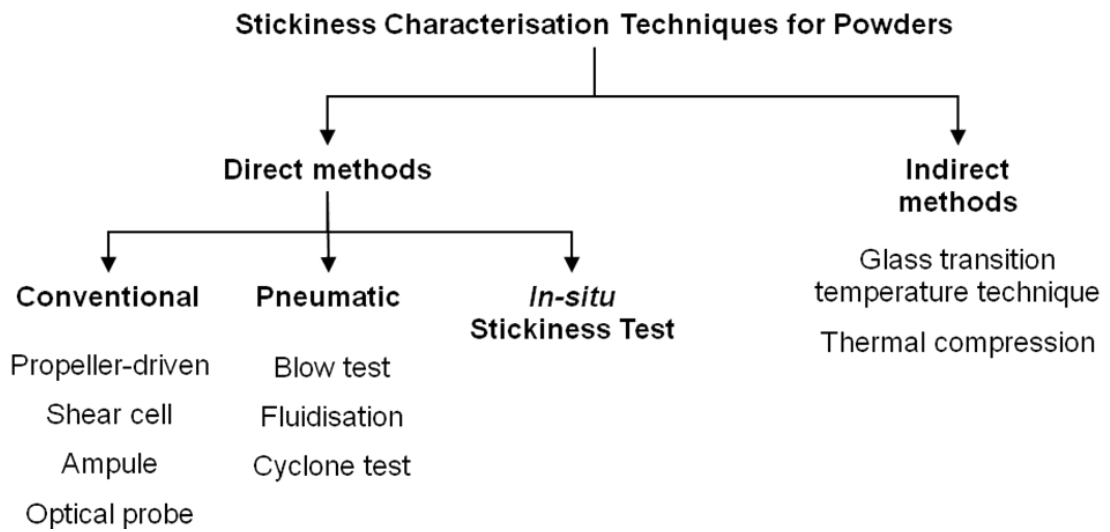 Stickiness Characterisation Techniques for Powders
Direct methods
Indirect
methods
Conventional
Pneumatic
In-situ
Stickiness Test
Glass transition
temperature technique
Thermal compression
Propeller-driven
Shear cell
Ampule
Optical probe
Blow test
Fluidisation
Cyclone test